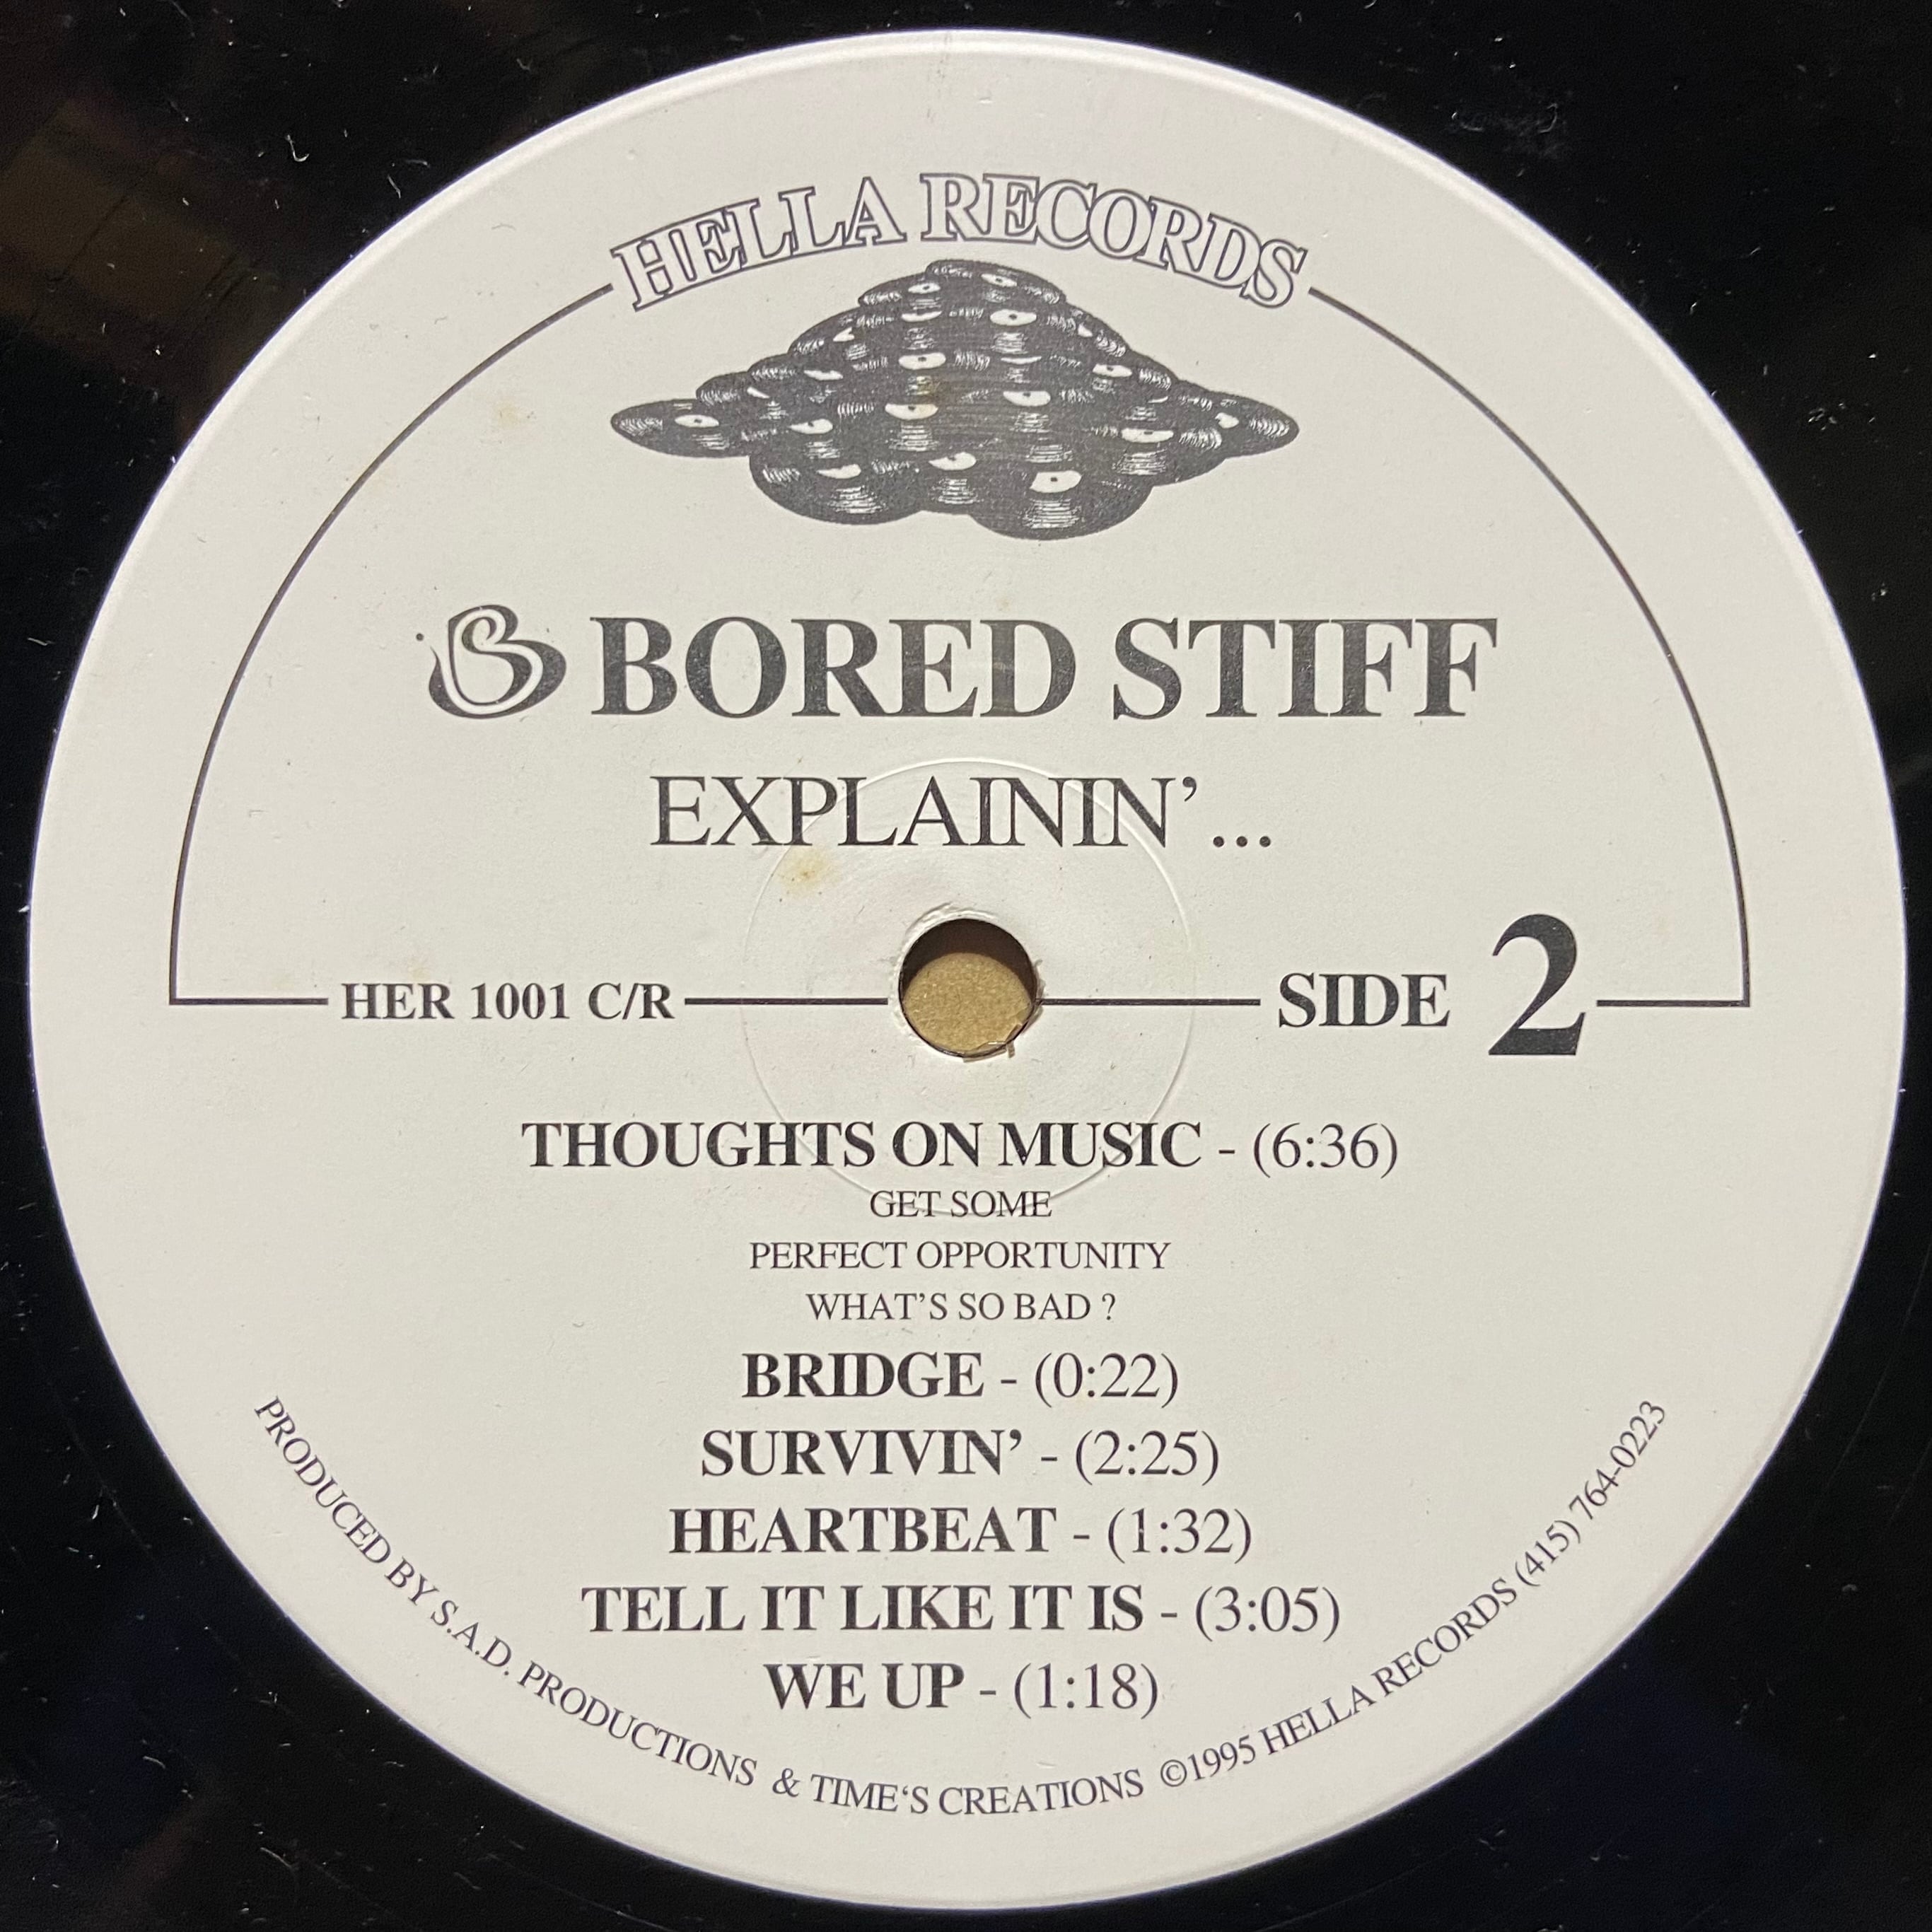 HELLA RECORDS
B BORED STIFF
EXPLAININ'...
HER 1001 C/R
SIDE 2
THOUGHTS ON MUSIC - (6:36)
GET SOME
PERFECT OPPORTUNITY
WHAT'S SO BAD ?
BRIDGE - (0:22)
SURVIVIN' - (2:25)
HEARTBEAT - (1:32)
TELL IT LIKE IT IS - (3:05)
WE UP - (1:18)
PRODUCED BY S.A.D. PRODUCTIONS & TIME'S CREATIONS ©1995 HELLA RECORDS (415) 764-0223